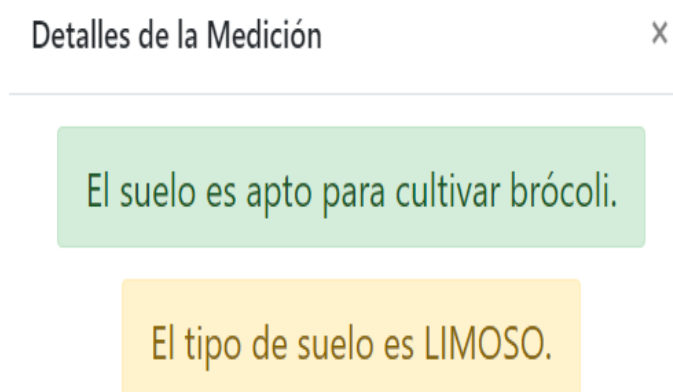 Detalles de la Medición ×
El suelo es apto para cultivar brócoli.
El tipo de suelo es LIMOSO.